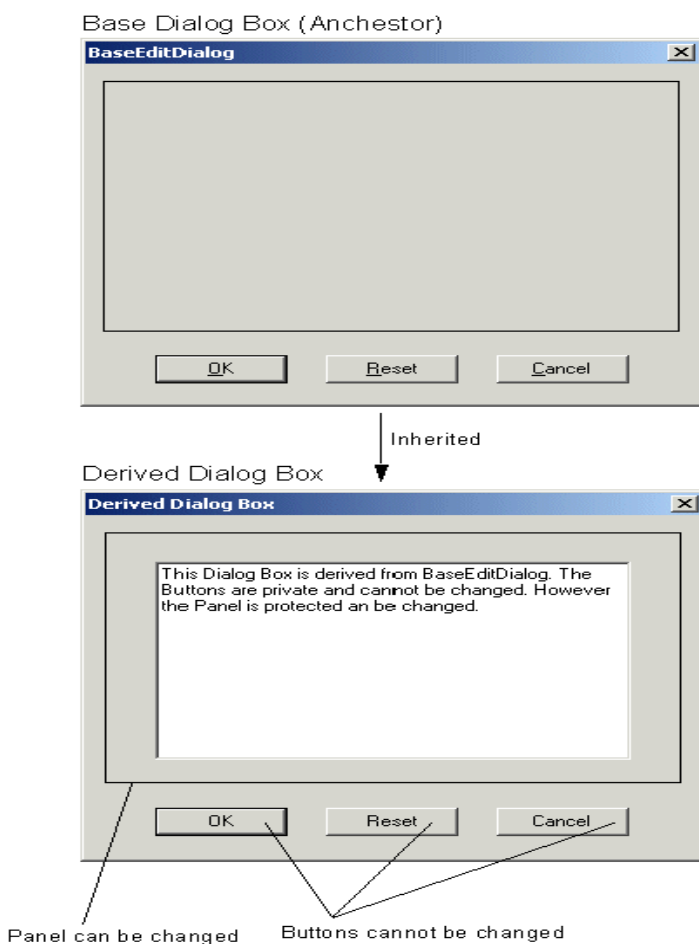 Base Dialog Box (Anchestor)
BaseEditDialog
OK
Reset
Cancel
Inherited
Derived Dialog Box
Derived Dialog Box
This Dialog Box is derived from BaseEditDialog. The
Buttons are private and cannot be changed. However
the Panel is protected an be changed.
OK
Reset
Cancel
Panel can be changed
Buttons cannot be changed